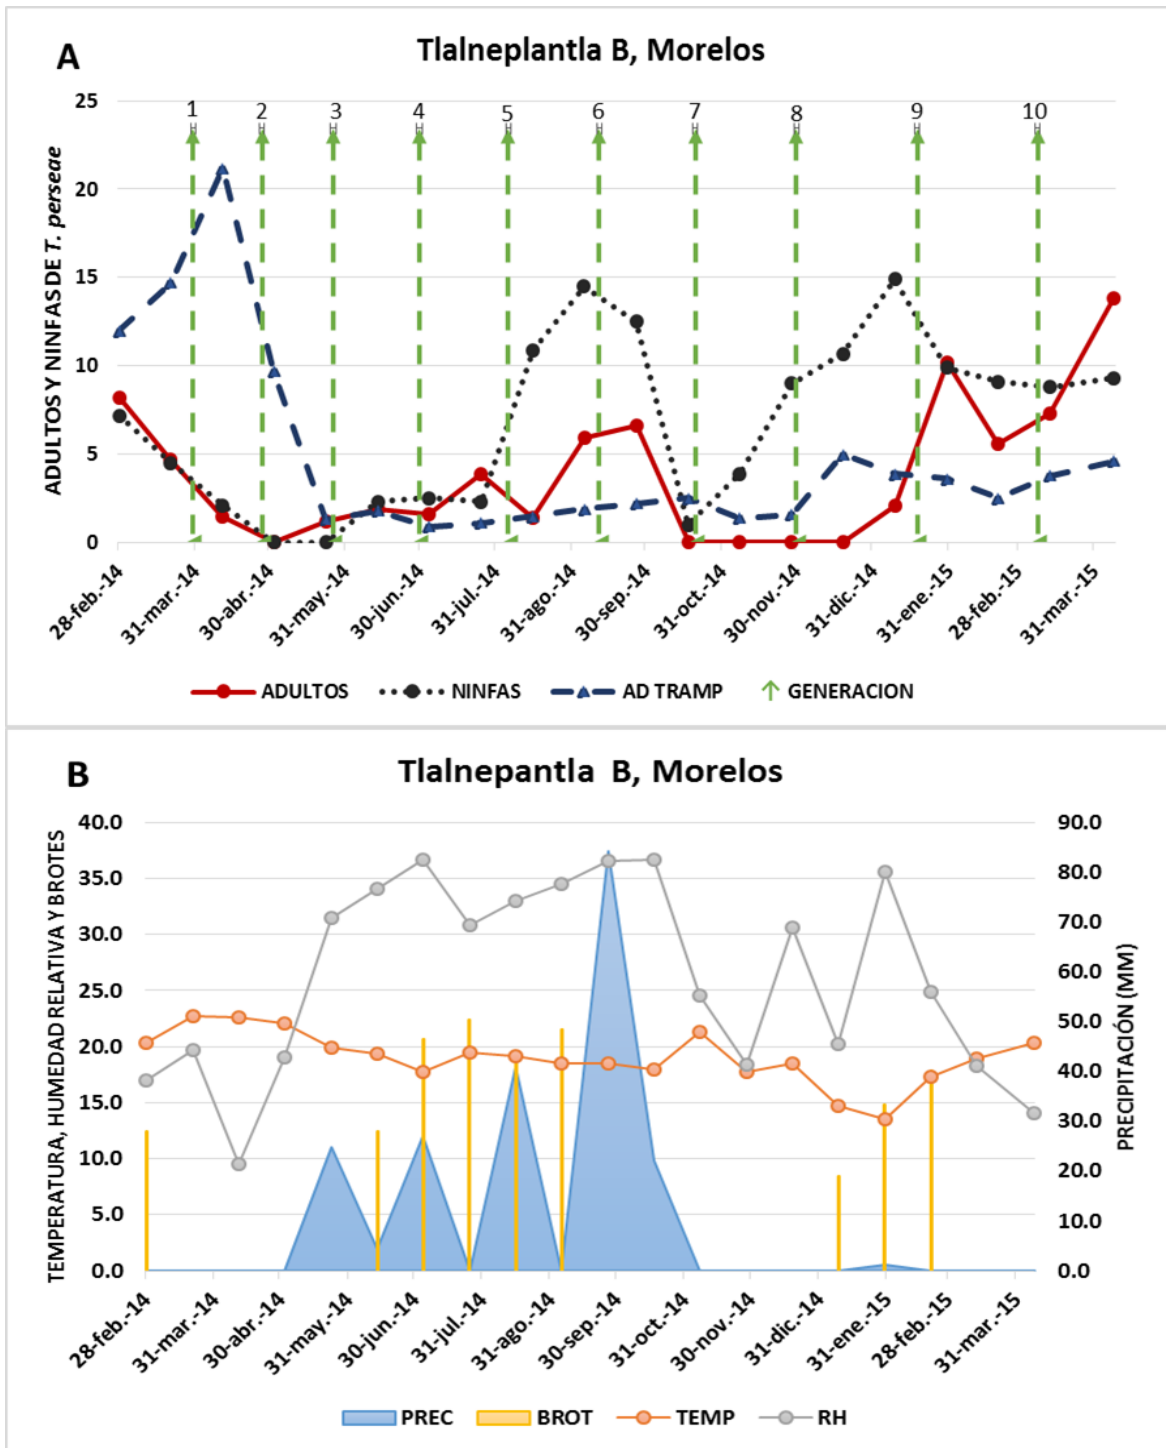 A
Tlalneplantla B, Morelos
ADULTOS Y NINFAS DE T. perseae
25
20
15
10
5
0
1 2 3 4 5 6 7 8 9 10
28-feb.-14 31-mar.-14 30-abr.-14 31-may.-14 30-jun.-14 31-jul.-14 31-ago.-14 30-sep.-14 31-oct.-14 30-nov.-14 31-dic.-14 31-ene.-15 28-feb.-15 31-mar.-15
ADULTOS NINFAS AD TRAMP GENERACION
B
Tlalnepantla B, Morelos
TEMPERATURA, HUMEDAD RELATIVA Y BROTES
40.0
35.0
30.0
25.0
20.0
15.0
10.0
5.0
0.0
90.0
80.0
70.0
60.0
50.0
40.0
30.0
20.0
10.0
0.0
PRECIPITACIÓN (MM)
28-feb.-14 31-mar.-14 30-abr.-14 31-may.-14 30-jun.-14 31-jul.-14 31-ago.-14 30-sep.-14 31-oct.-14 30-nov.-14 31-dic.-14 31-ene.-15 28-feb.-15 31-mar.-15
PREC BROT TEMP RH